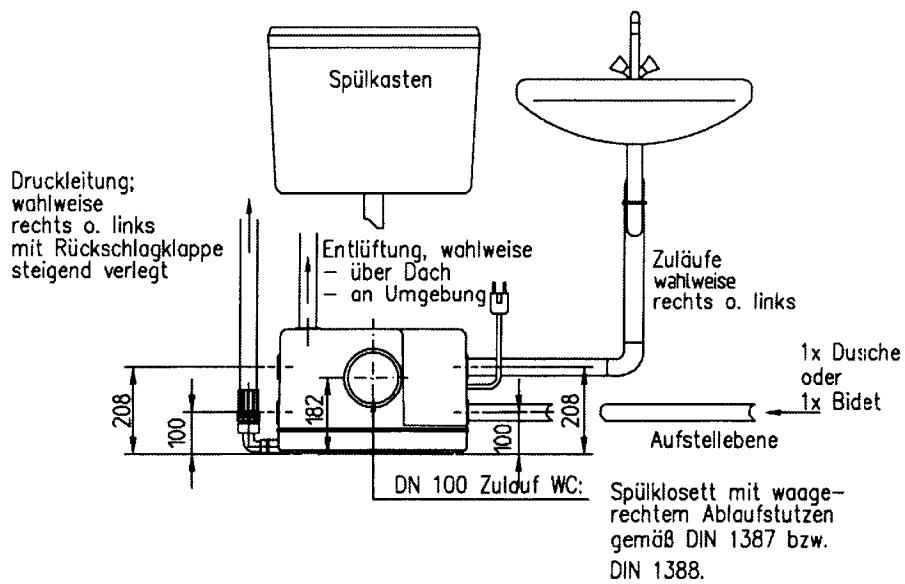 Spülkasten
Druckleitung;
wahlweise
rechts o. links
mit Rückschlagklappe
steigend verlegt
Entlüftung, wahlweise
– über Dach
– an Umgebung
Zuläufe
wahlweise
rechts o. links
1x Dusche
oder
1x Bidet
208
100
182
100
208
Aufstellebene
DN 100 Zulauf WC:
Spülklosett mit waage–
rechtem Ablaufstutzen
gemäß DIN 1387 bzw.
DIN 1388.